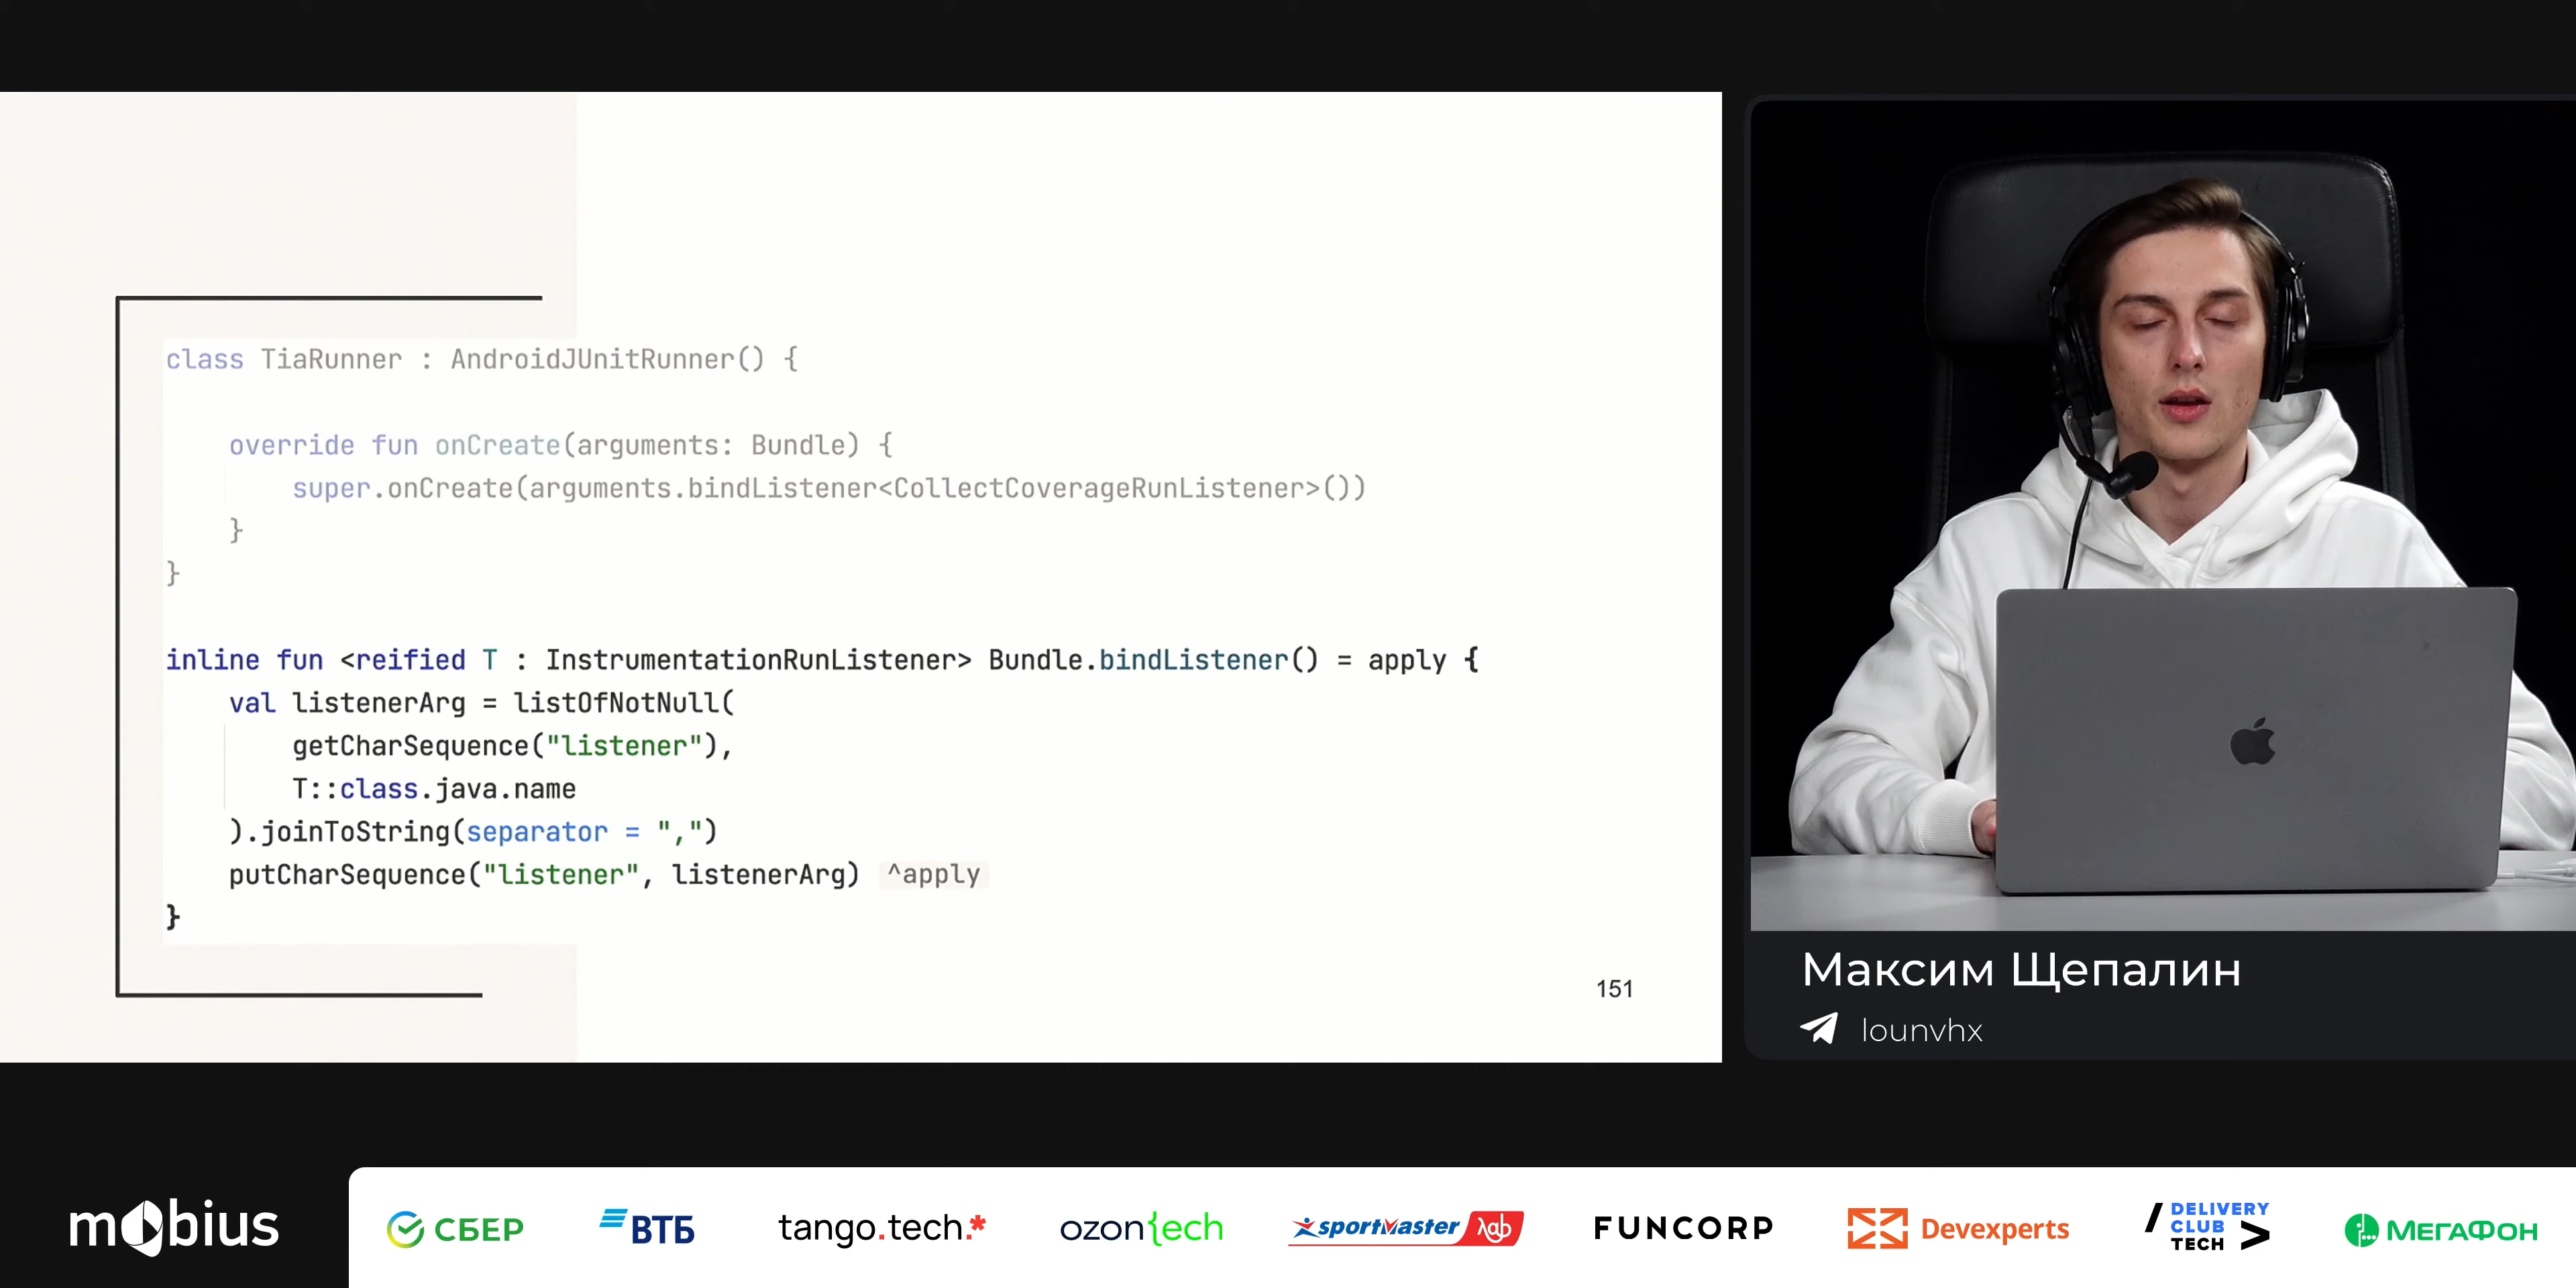 class TiaRunner : AndroidJUnitRunner() {
override fun onCreate(arguments: Bundle) {
super.onCreate(arguments.bindListener<CollectCoverageRunListener>())
}
}
inline fun <reified T : InstrumentationRunListener> Bundle.bindListener() = apply {
val listenerArg = listOfNotNull(
getCharSequence("listener"),
T::class.java.name
).joinToString(separator = ",")
putCharSequence("listener", listenerArg) ^apply
}
151
Максим Щепалин
lounvhx
mobius
СБЕР
ВТБ
tango.tech.*
ozon{ech
sportmaster lab
FUNCORP
Devexperts
/ DELIVERY
CLUB
TECH >
МЕГАФОН